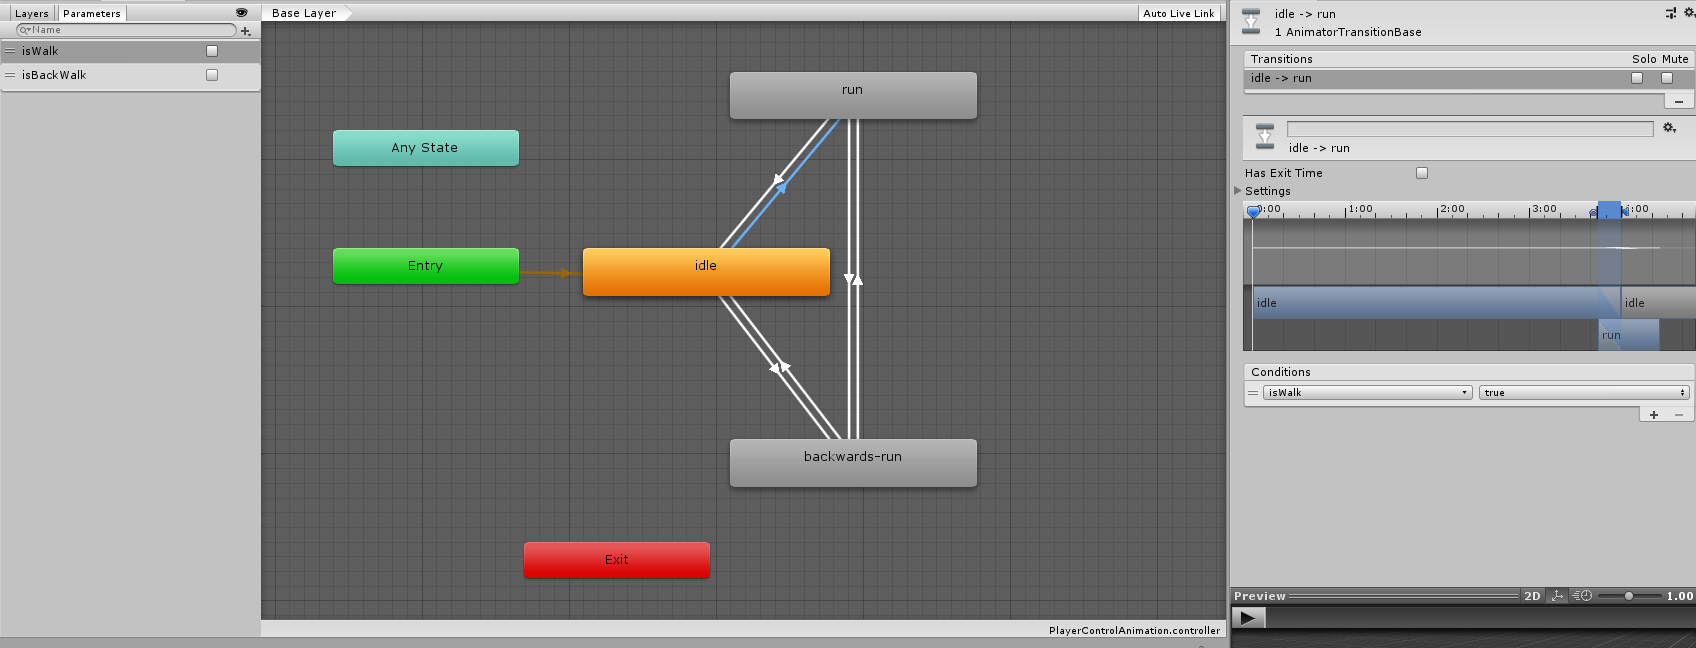 Layers Parameters
Name
isWalk
isBackWalk
Base Layer
Auto Live Link
run
Any State
Entry
idle
backwards-run
Exit
PlayerControlAnimation.controller
idle -> run
1 AnimatorTransitionBase
Transitions Solo Mute
idle -> run
idle -> run
Has Exit Time
Settings
0:00 1:00 2:00 3:00 4:00
idle idle
run
Conditions
isWalk true
Preview 2D 1.00